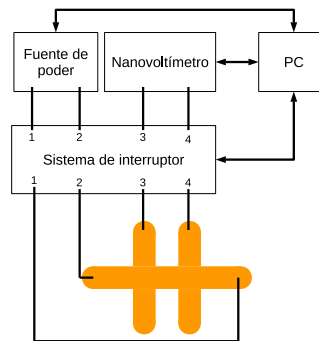 Fuente de
poder
Nanovoltímetro
PC
1 2 3 4
Sistema de interruptor
1 2 3 4